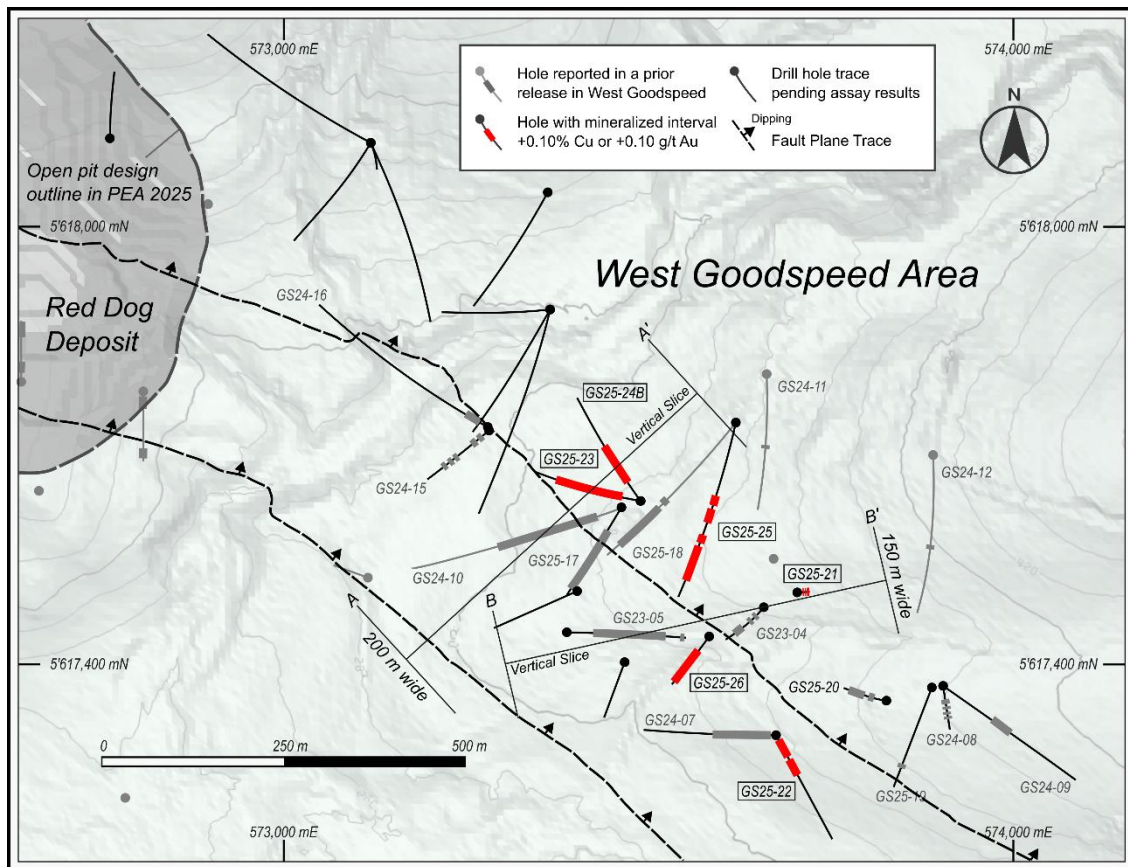 573,000 mE
574,000 mE
Hole reported in a prior
release in West Goodspeed
Hole with mineralized interval
+0.10% Cu or +0.10 g/t Au
Drill hole trace
pending assay results
Dipping
Fault Plane Trace
N
Open pit design
outline in PEA 2025
5'618,000 mN
5'618,000 mN
West Goodspeed Area
Red Dog
Deposit
GS24-16
A'
GS24-11
GS25-24B
Vertical Slice
GS25-23
GS24-12
GS24-15
B'
GS25-25
150 m wide
GS25-17
GS25-18
GS24-10
GS25-21
A
B
GS23-05
GS23-04
200 m wide
Vertical Slice
5'617,400 mN
5'617,400 mN
GS25-26
GS25-20
GS24-07
GS24-08
0
250 m
500 m
GS25-22
GS25-19
GS24-09
573,000 mE
574,000 mE